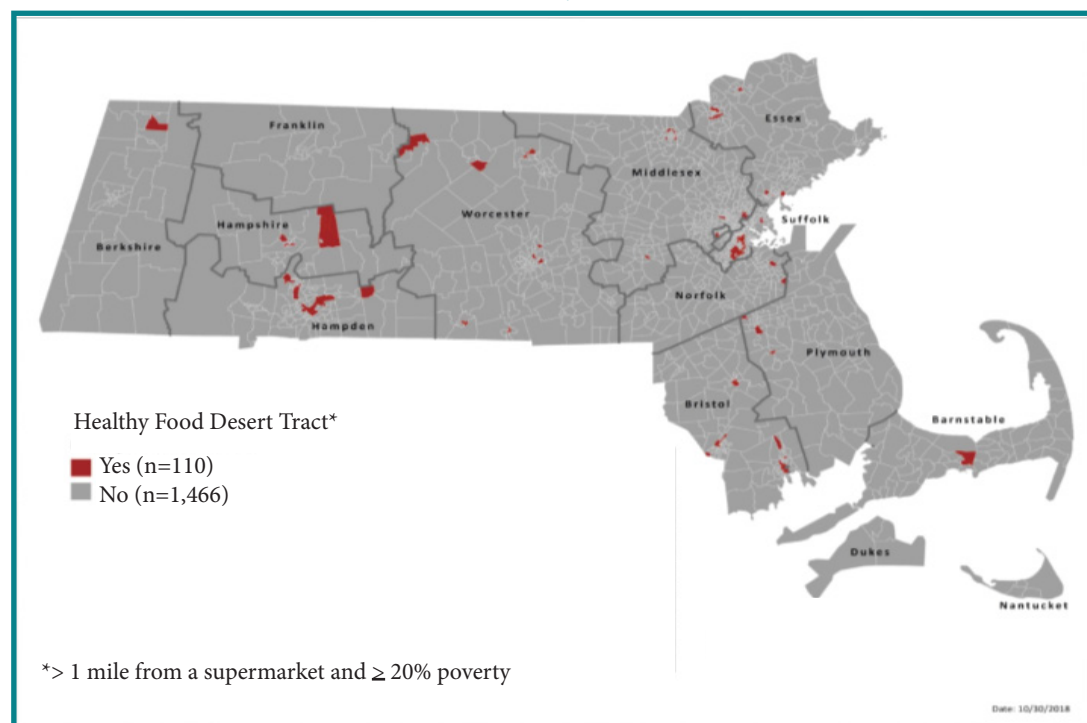 Essex
Franklin
Middlesex
Worcester
Suffolk
Hampshire
Berkshire
Norfolk
Hampden
Plymouth
Bristol
Barnstable
Healthy Food Desert Tract*
Yes (n=110)
No (n=1,466)
Dukes
Nantucket
*> 1 mile from a supermarket and ≥ 20% poverty
Date: 10/30/2018